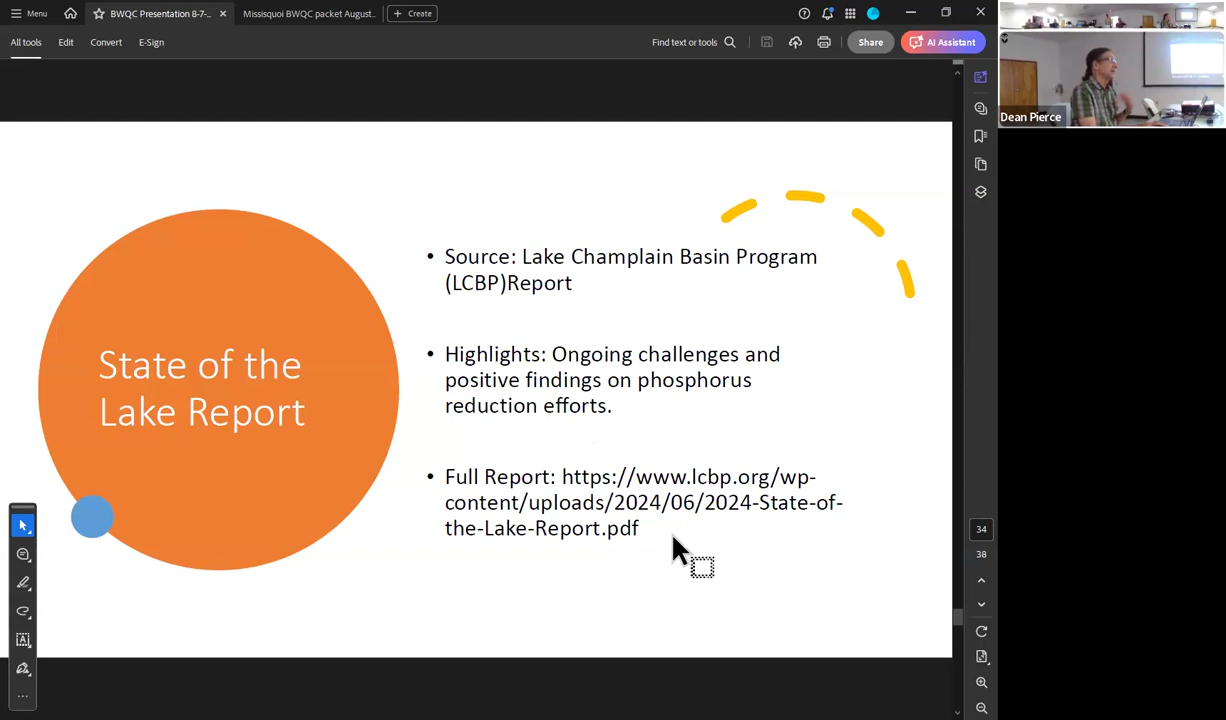 Menu
BWQC Presentation 8-7-...
Missisquoi BWQC packet August...
Create
All tools
Edit
Convert
E-Sign
Find text or tools
Share
AI Assistant
Dean Pierce
State of the
Lake Report
• Source: Lake Champlain Basin Program
(LCBP)Report
• Highlights: Ongoing challenges and
positive findings on phosphorus
reduction efforts.
• Full Report: https://www.lcbp.org/wp-
content/uploads/2024/06/2024-State-of-
the-Lake-Report.pdf
34
38